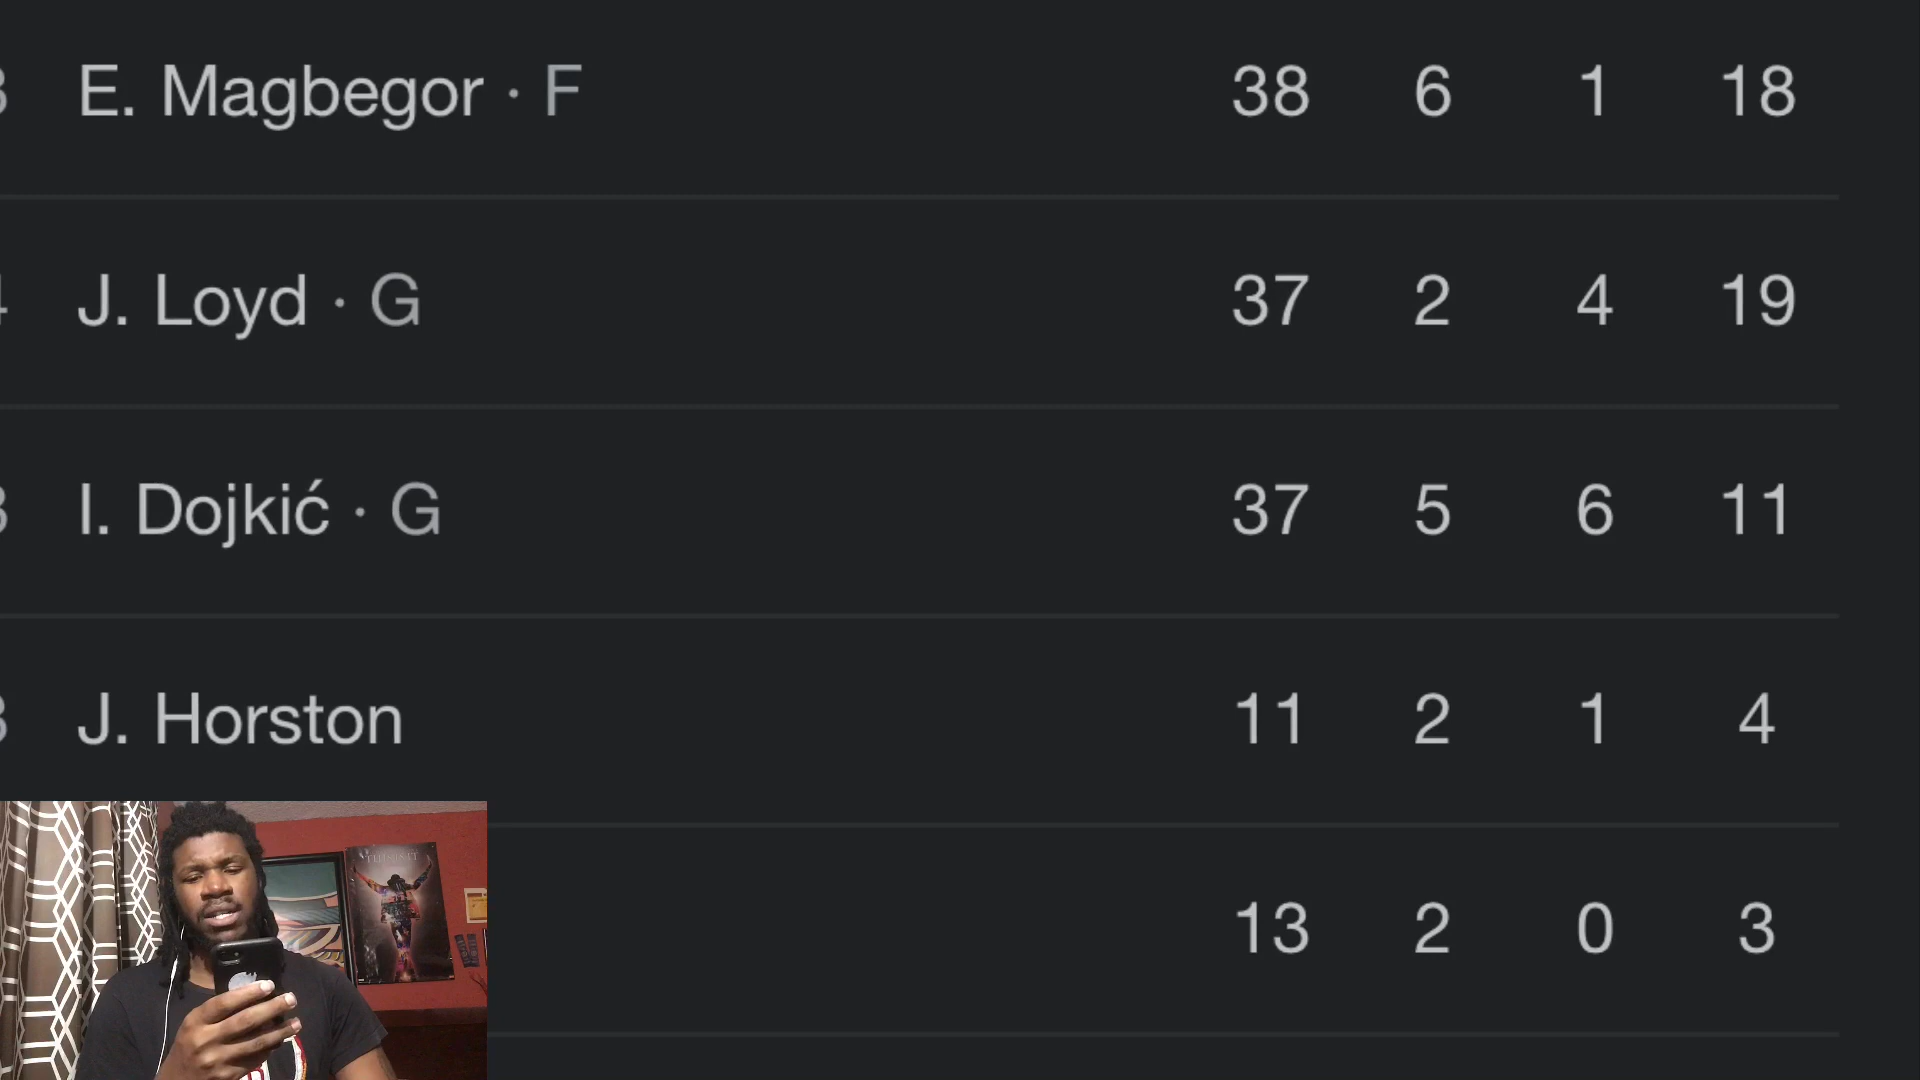 E. Magbegor · F 38 6 1 18
J. Loyd · G 37 2 4 19
I. Dojkić · G 37 5 6 11
J. Horston 11 2 1 4
13 2 0 3